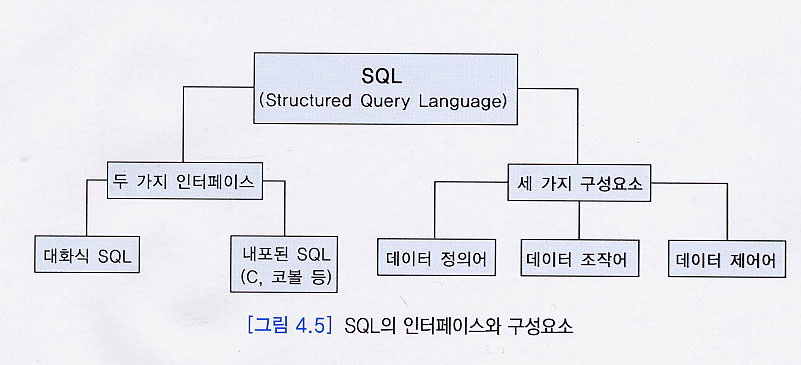 SQL
(Structured Query Language)
두 가지 인터페이스
세 가지 구성요소
대화식 SQL
내포된 SQL
(C, 코볼 등)
데이터 정의어
데이터 조작어
데이터 제어어
[그림 4.5] SQL의 인터페이스와 구성요소